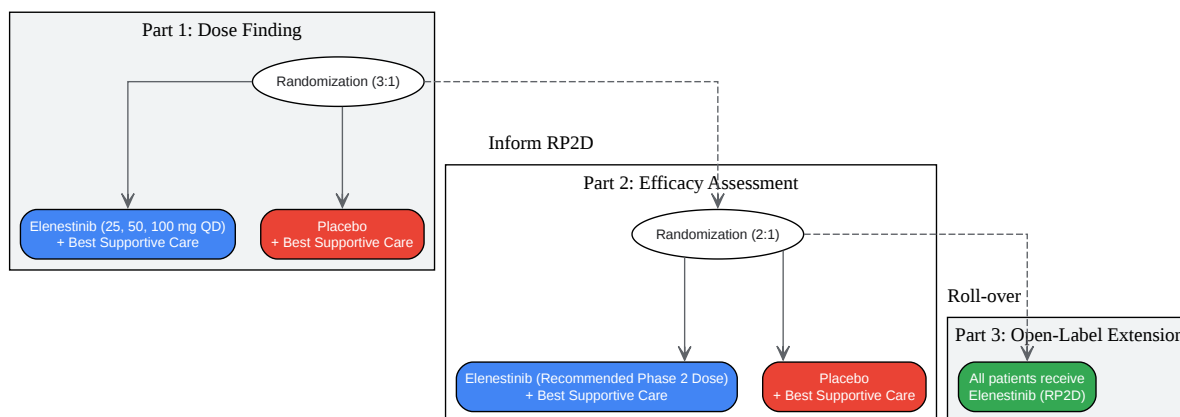 Part 1: Dose Finding
Randomization (3:1)
Elenestinib (25, 50, 100 mg QD)
+ Best Supportive Care
Placebo
+ Best Supportive Care
Inform RP2D
Part 2: Efficacy Assessment
Randomization (2:1)
Elenestinib (Recommended Phase 2 Dose)
+ Best Supportive Care
Placebo
+ Best Supportive Care
Roll-over
Part 3: Open-Label Extension
All patients receive
Elenestinib (RP2D)